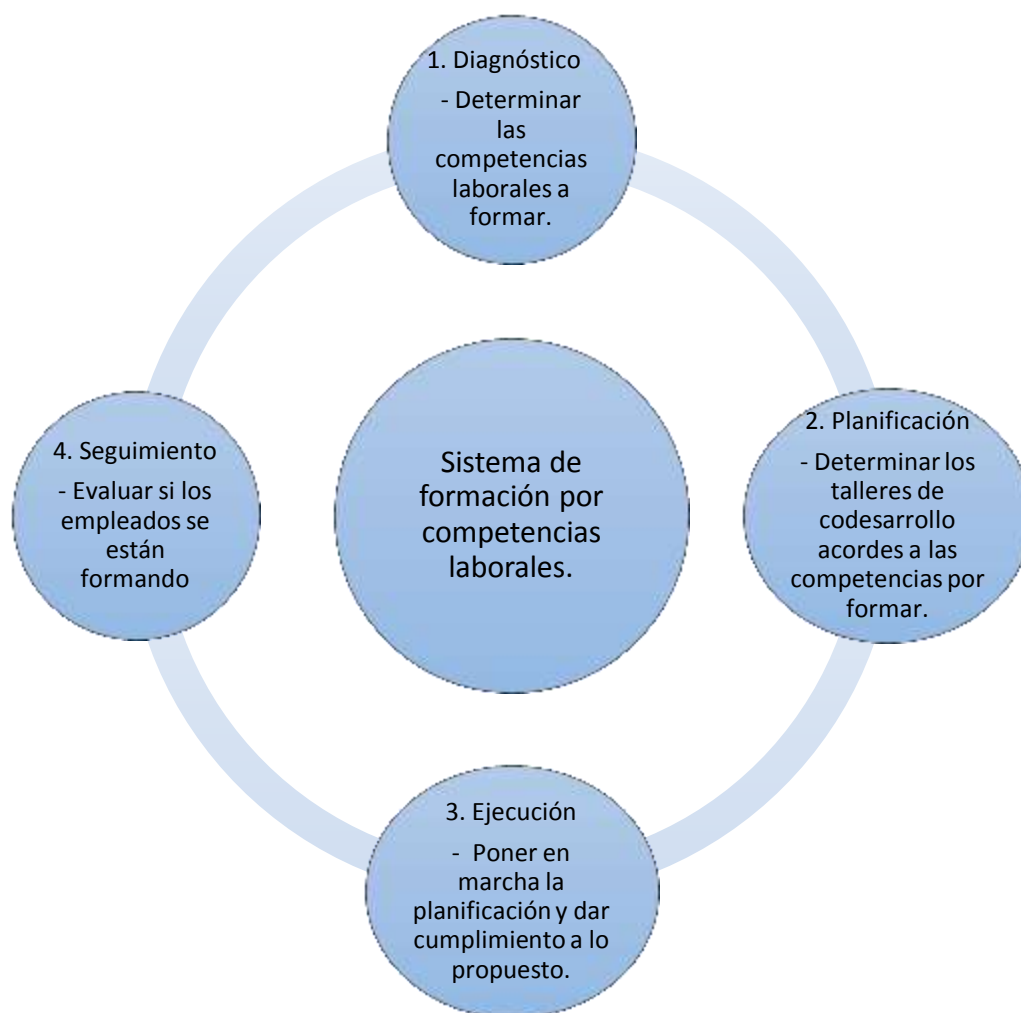 1. Diagnóstico
- Determinar
las
competencias
laborales a
formar.
2. Planificación
- Determinar los
talleres de
codesarrollo
acordes a las
competencias por
formar.
3. Ejecución
- Poner en
marcha la
planificación y dar
cumplimiento a lo
propuesto.
4. Seguimiento
- Evaluar si los
empleados se
están
formando
Sistema de
formación por
competencias
laborales.